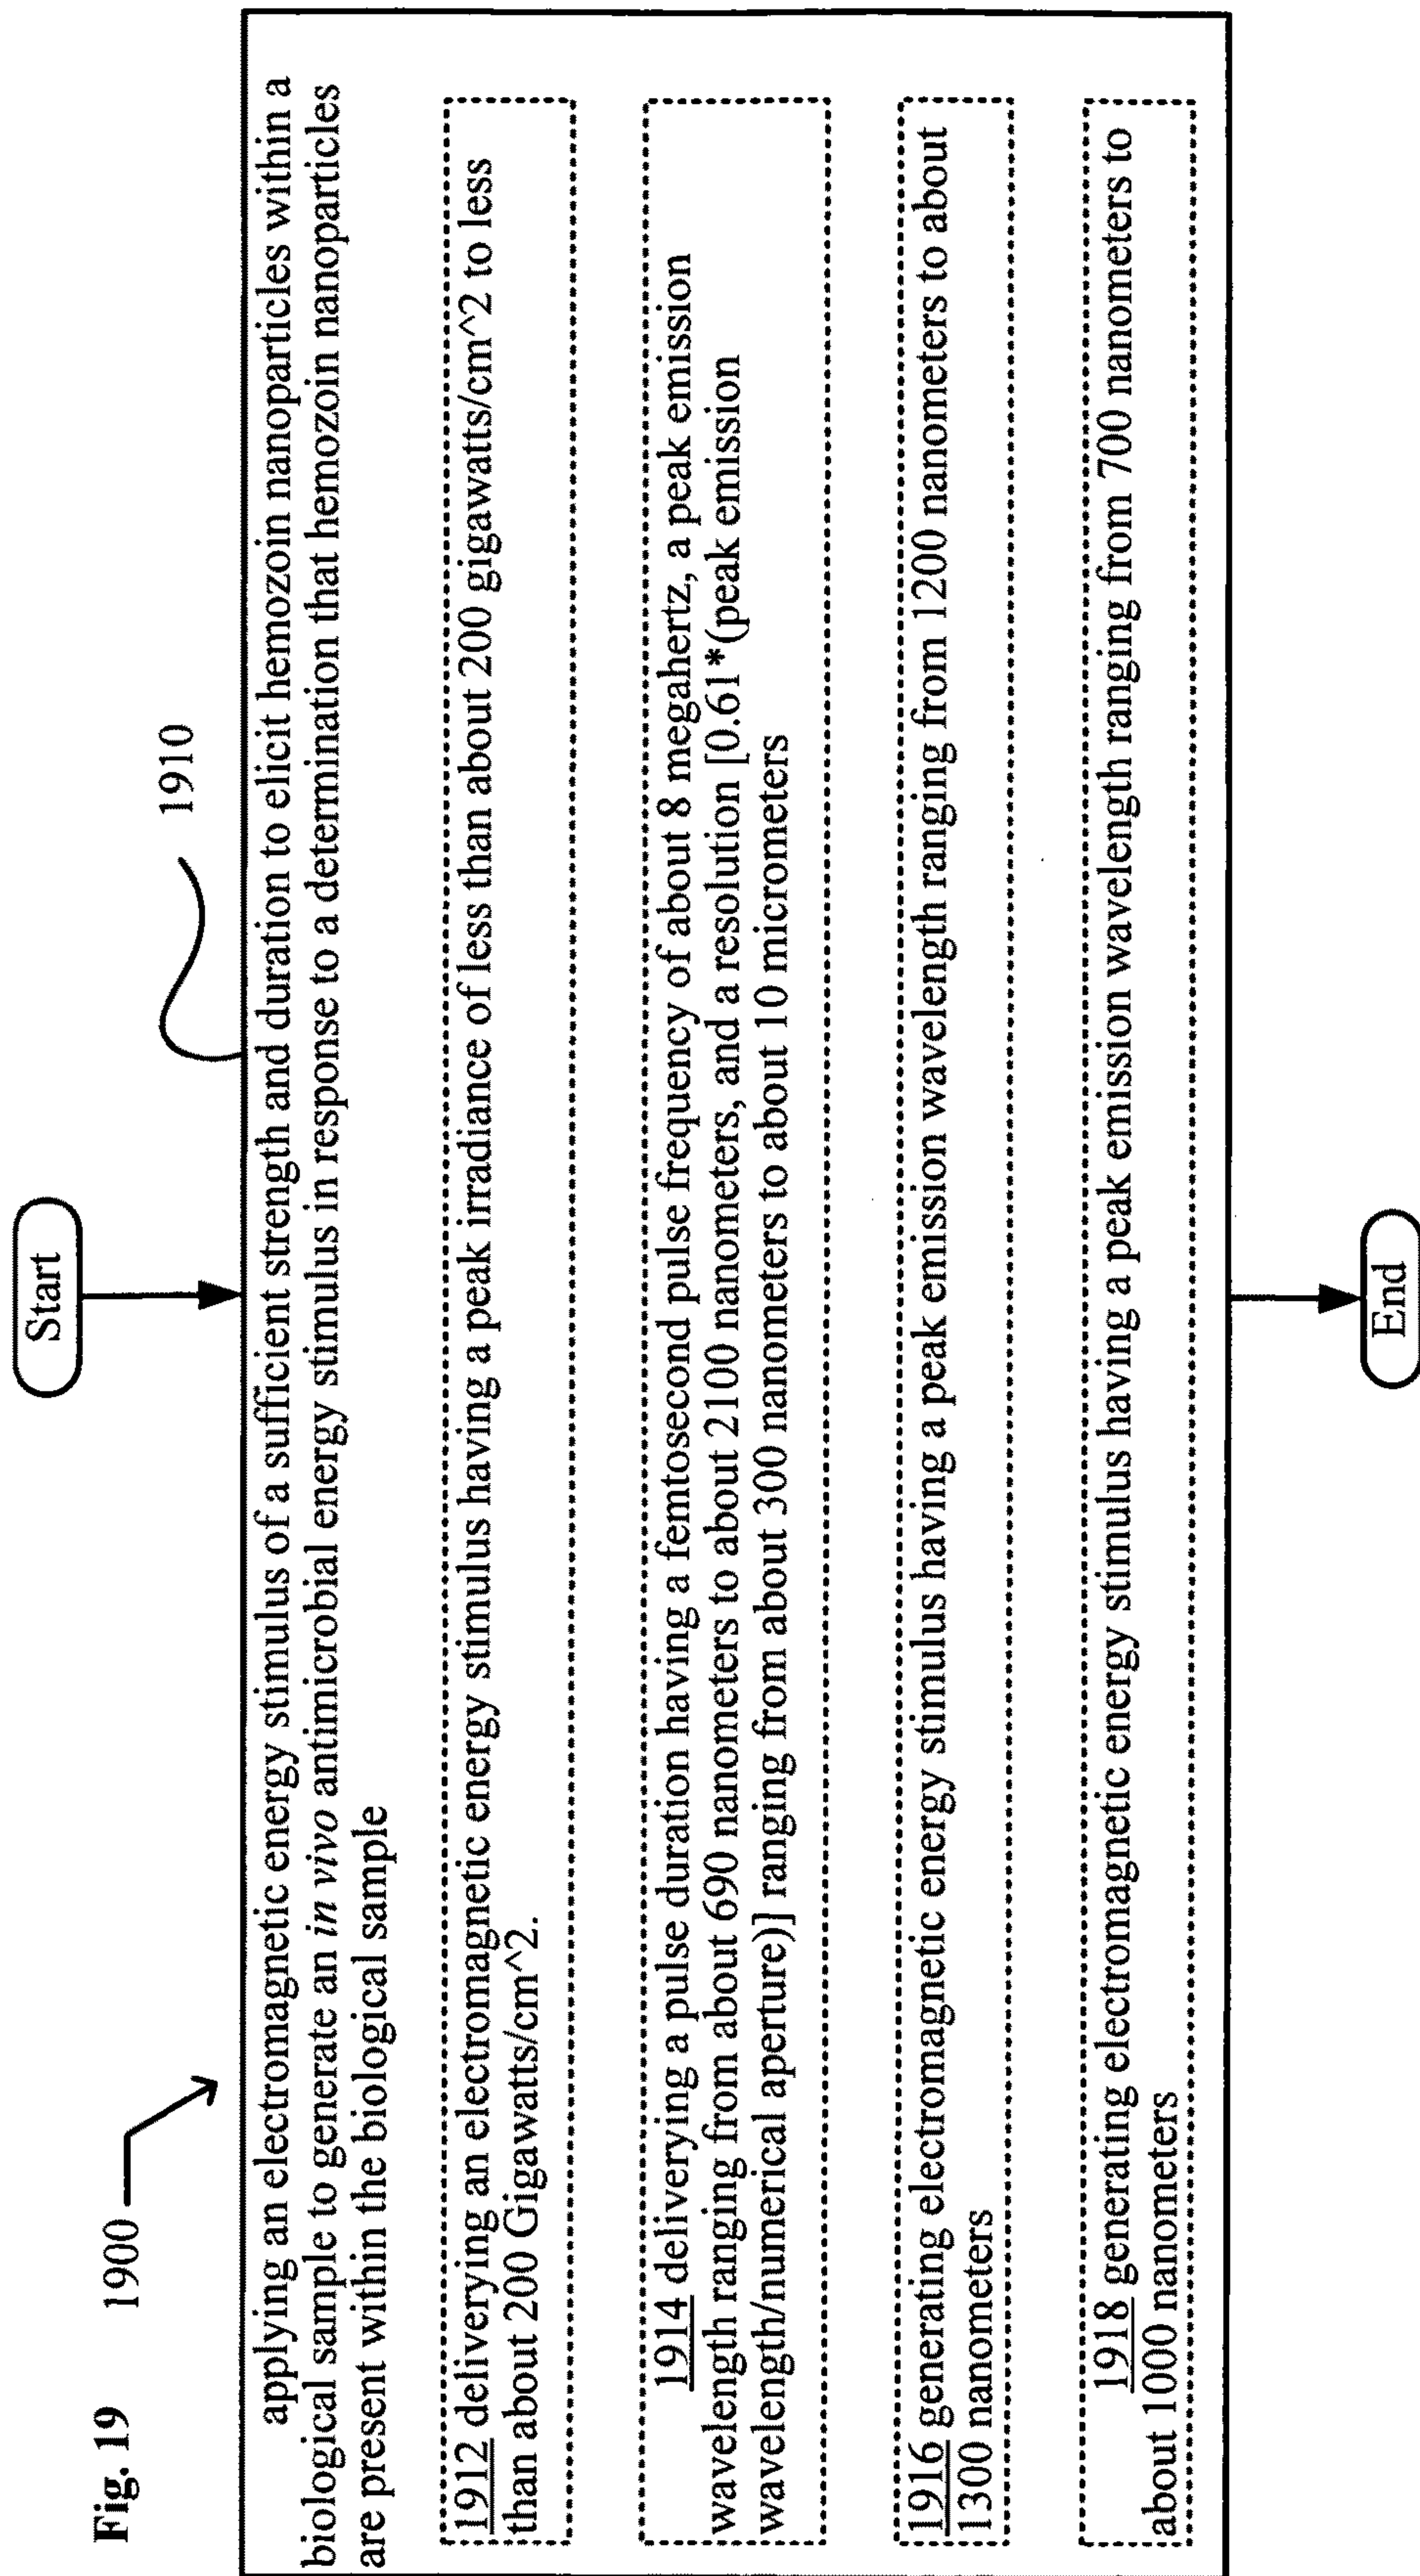 Fig. 19
1900
Start
1910
applying an electromagnetic energy stimulus of a sufficient strength and duration to elicit hemozoin nanoparticles within a
biological sample to generate an in vivo antimicrobial energy stimulus in response to a determination that hemozoin nanoparticles
are present within the biological sample
1912 deliverying an electromagnetic energy stimulus having a peak irradiance of less than about 200 gigawatts/cm^2 to less
than about 200 Gigawatts/cm^2.
1914 deliverying a pulse duration having a femtosecond pulse frequency of about 8 megahertz, a peak emission
wavelength ranging from about 690 nanometers to about 2100 nanometers, and a resolution [0.61*(peak emission
wavelength/numerical aperture)] ranging from about 300 nanometers to about 10 micrometers
1916 generating electromagnetic energy stimulus having a peak emission wavelength ranging from 1200 nanometers to about
1300 nanometers
1918 generating electromagnetic energy stimulus having a peak emission wavelength ranging from 700 nanometers to
about 1000 nanometers
End